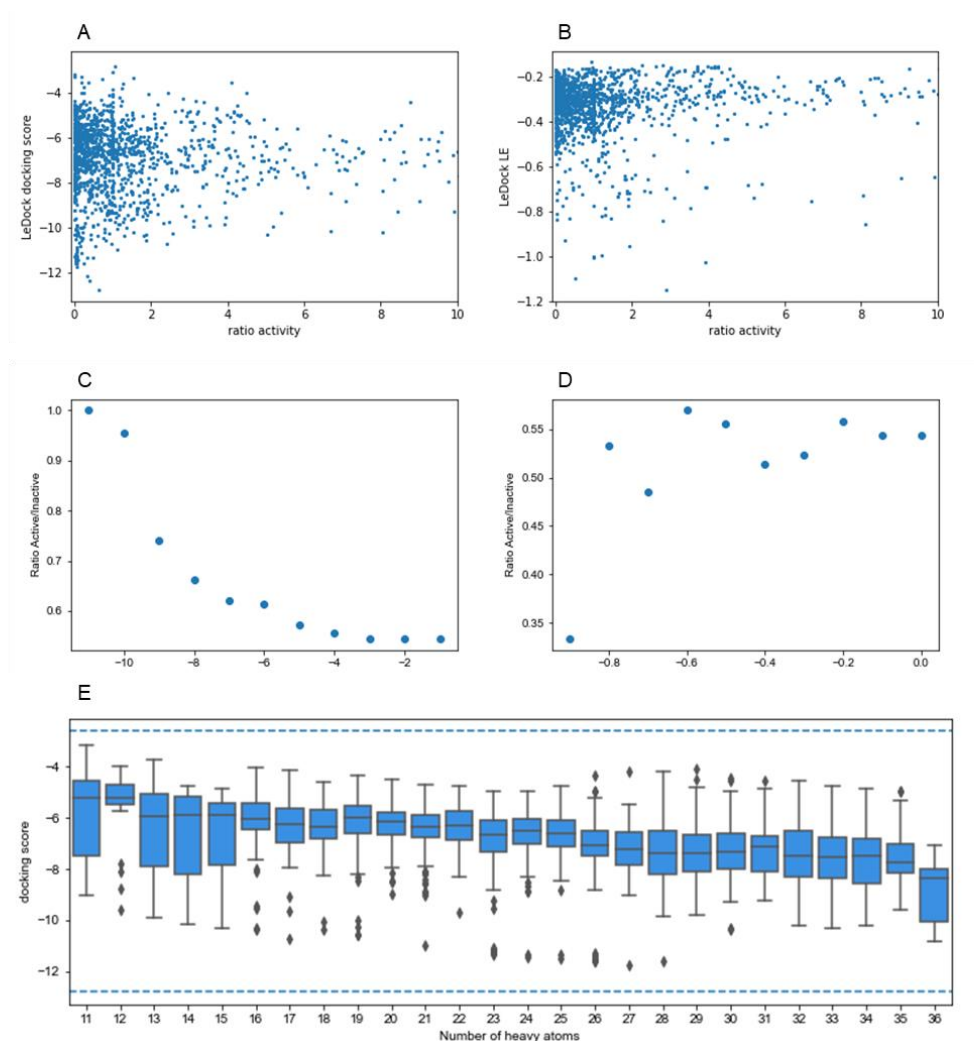 A
B
−4
−6
−8
−10
−12
LeDock docking score
0 2 4 6 8 10
ratio activity
−0.2
−0.4
−0.6
−0.8
−1.0
−1.2
LeDock LE
0 2 4 6 8 10
ratio activity
C
D
1.0
0.9
0.8
0.7
0.6
Ratio Active/Inactive
−10 −8 −6 −4 −2
0.55
0.50
0.45
0.40
0.35
Ratio Active/Inactive
−0.8 −0.6 −0.4 −0.2 0.0
E
−4
−6
−8
−10
−12
docking score
11 12 13 14 15 16 17 18 19 20 21 22 23 24 25 26 27 28 29 30 31 32 33 34 35 36
Number of heavy atoms